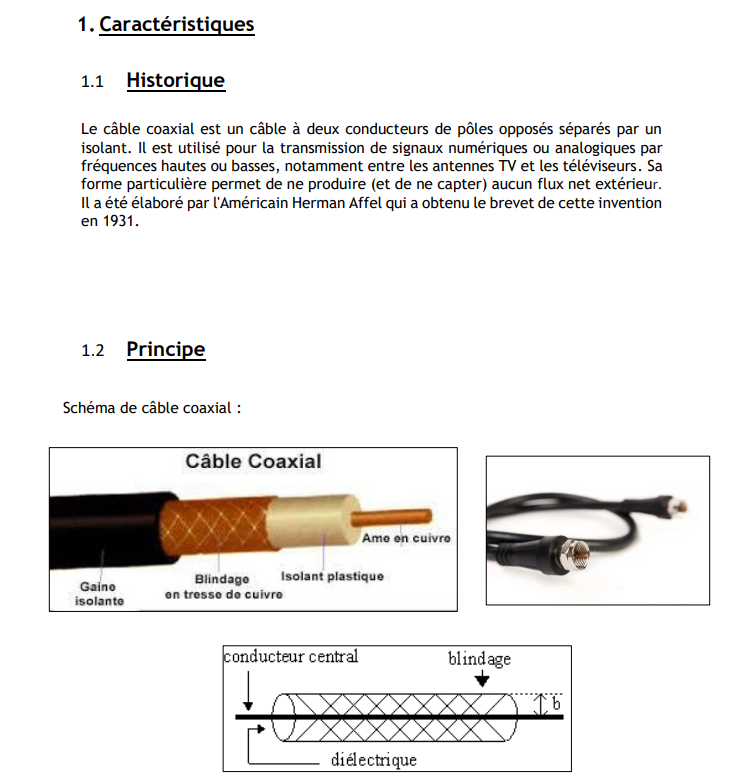 1. Caractéristiques
1.1 Historique
Le câble coaxial est un câble à deux conducteurs de pôles opposés séparés par un
isolant. Il est utilisé pour la transmission de signaux numériques ou analogiques par
fréquences hautes ou basses, notamment entre les antennes TV et les téléviseurs. Sa
forme particulière permet de ne produire (et de ne capter) aucun flux net extérieur.
Il a été élaboré par l'Américain Herman Affel qui a obtenu le brevet de cette invention
en 1931.
1.2 Principe
Schéma de câble coaxial :
Câble Coaxial
Ame en cuivre
Isolant plastique
Blindage
en tresse de cuivre
Gaine
isolante
conducteur central
blindage
b
diélectrique